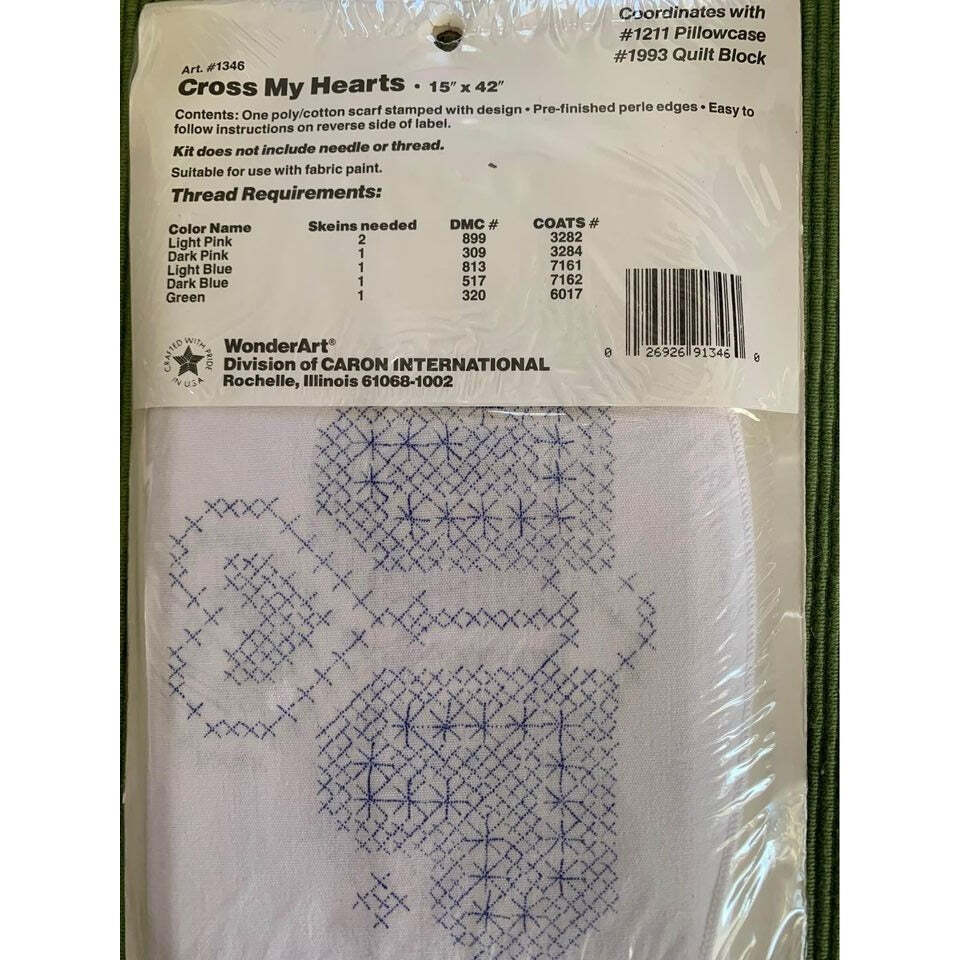 Coordinates with
#1211 Pillowcase
#1993 Quilt Block
Art. #1346
Cross My Hearts • 15" x 42"
Contents: One poly/cotton scarf stamped with design • Pre-finished perle edges • Easy to
follow instructions on reverse side of label.
Kit does not include needle or thread.
Suitable for use with fabric paint.
Thread Requirements:
Color Name Skeins needed DMC # COATS #
Light Pink 2 899 3282
Dark Pink 1 309 3284
Light Blue 1 813 7161
Dark Blue 1 517 7162
Green 1 320 6017
CRAFTED WITH PRIDE IN U.S.A.
WonderArt®
Division of CARON INTERNATIONAL
Rochelle, Illinois 61068-1002
0 26926 91346 0